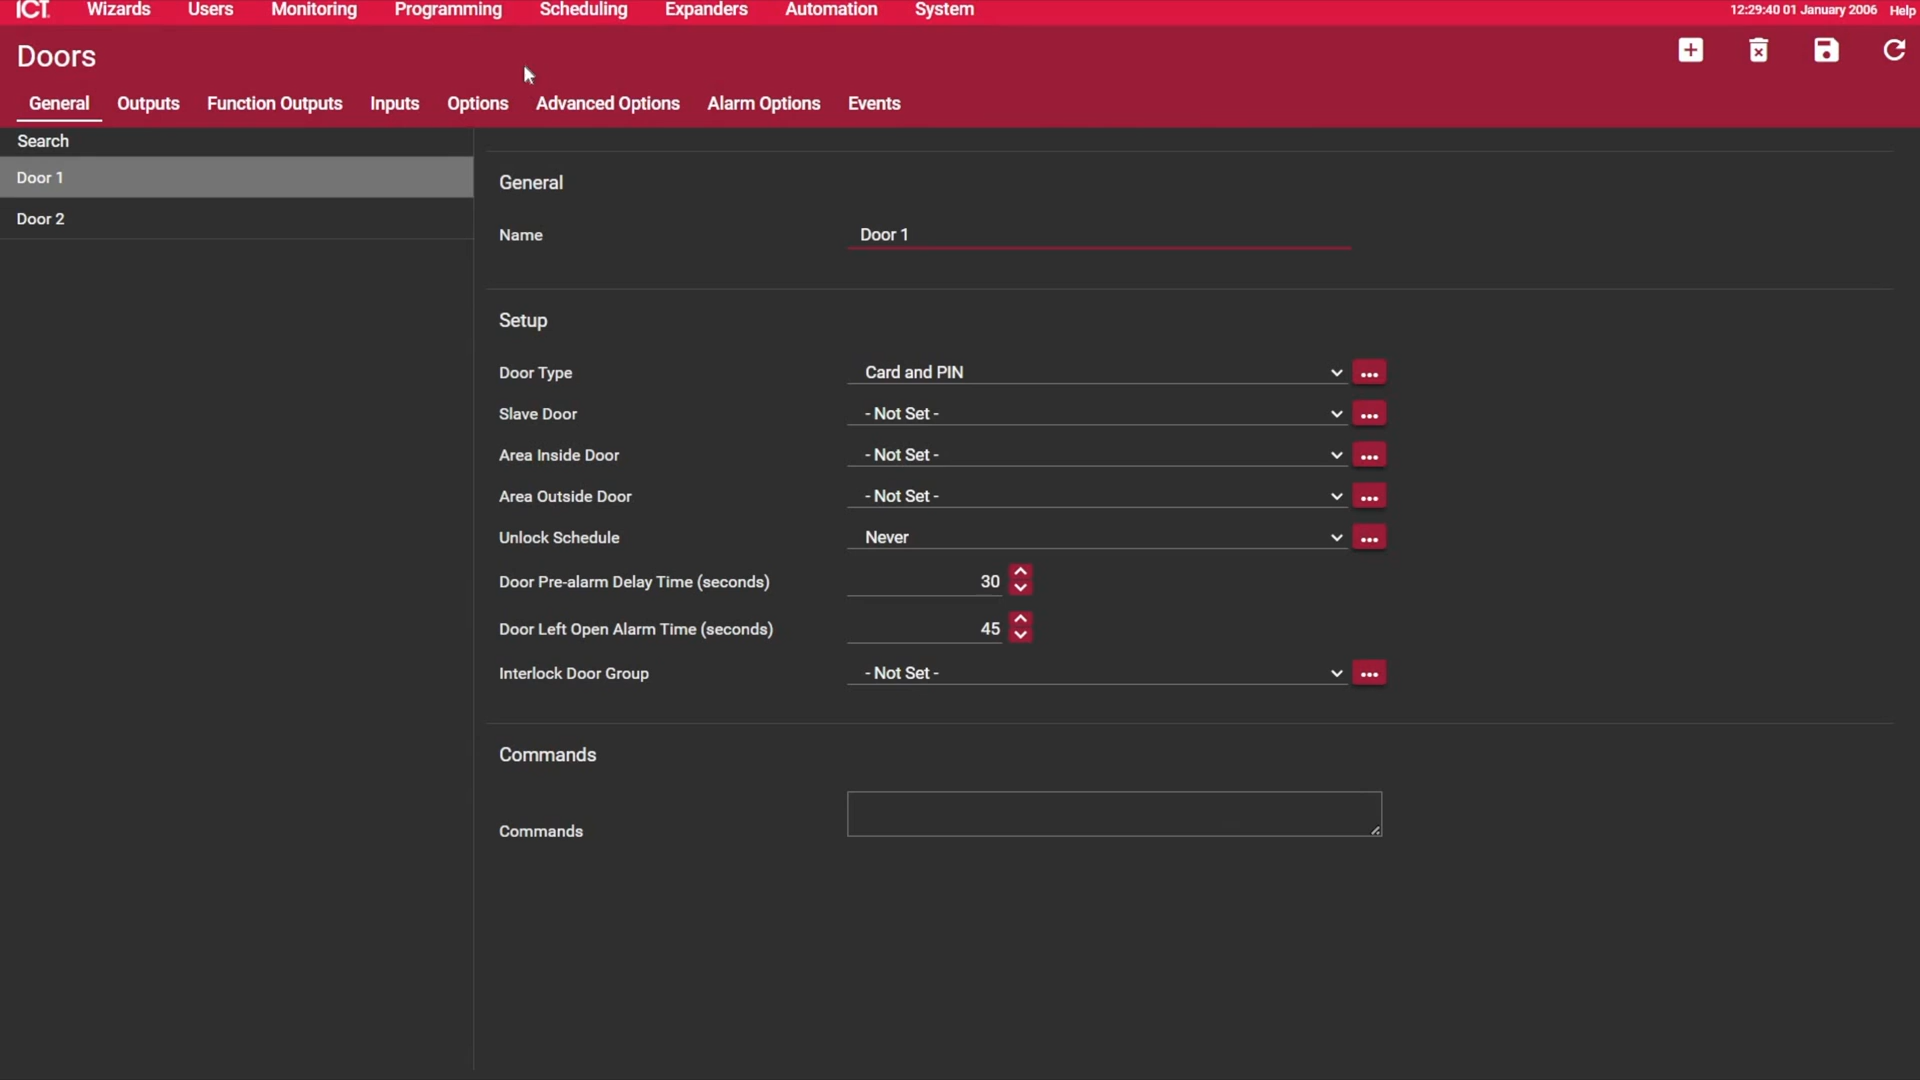 ICT Wizards Users Monitoring Programming Scheduling Expanders Automation System 12:29:40 01 January 2006 Help
Doors
General Outputs Function Outputs Inputs Options Advanced Options Alarm Options Events
Search
Door 1
Door 2
General
Name Door 1
Setup
Door Type Card and PIN ...
Slave Door - Not Set - ...
Area Inside Door - Not Set - ...
Area Outside Door - Not Set - ...
Unlock Schedule Never ...
Door Pre-alarm Delay Time (seconds) 30
Door Left Open Alarm Time (seconds) 45
Interlock Door Group - Not Set - ...
Commands
Commands